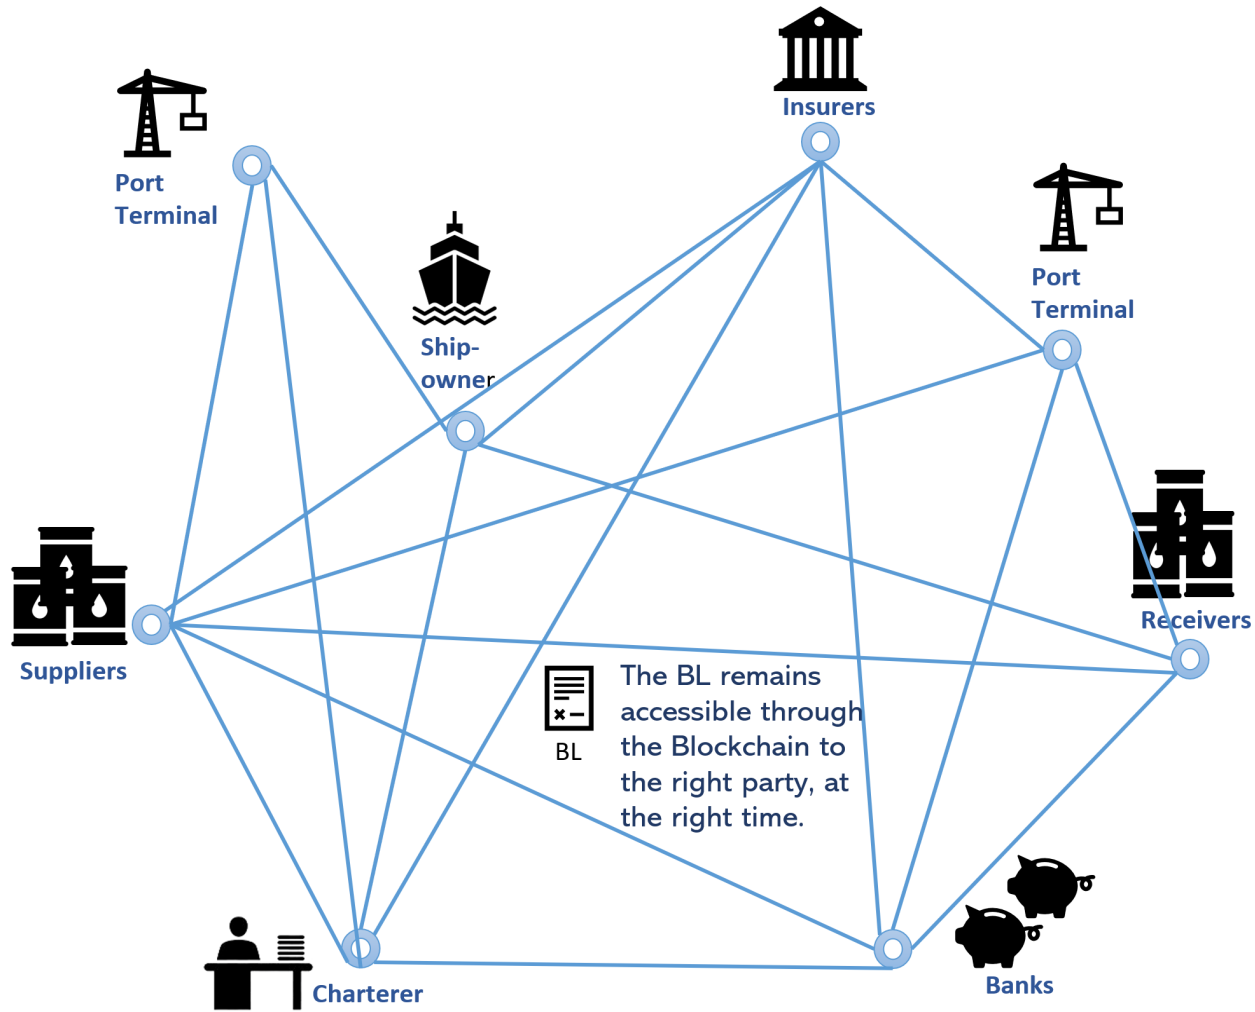 Insurers
Port
Terminal
Port
Terminal
Ship-
owner
Receivers
Suppliers
The BL remains
accessible through
the Blockchain to
the right party, at
the right time.
BL
Banks
Charterer